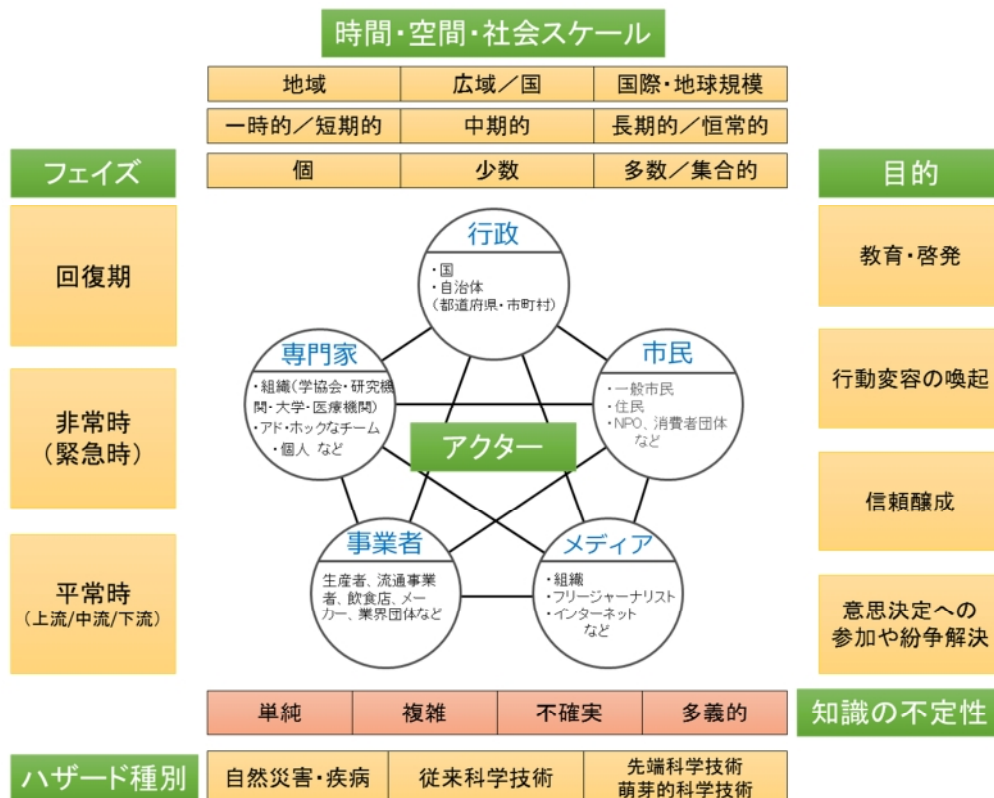 時間・空間・社会スケール
地域 広域／国 国際・地球規模
一時的／短期的 中期的 長期的／恒常的
個 少数 多数／集合的
フェイズ
回復期
非常時
（緊急時）
平常時
（上流/中流/下流）
行政
・国
・自治体
（都道府県・市町村）
専門家
・組織（学協会・研究機
関・大学・医療機関）
・アド・ホックなチーム
・個人 など
市民
・一般市民
・住民
・NPO、消費者団体
など
アクター
事業者
生産者、流通事業
者、飲食店、メー
カー、業界団体など
メディア
・組織
・フリージャーナリスト
・インターネット
など
目的
教育・啓発
行動変容の喚起
信頼醸成
意思決定への
参加や紛争解決
単純 複雑 不確実 多義的
知識の不定性
ハザード種別
自然災害・疾病 従来科学技術 先端科学技術
萌芽的科学技術